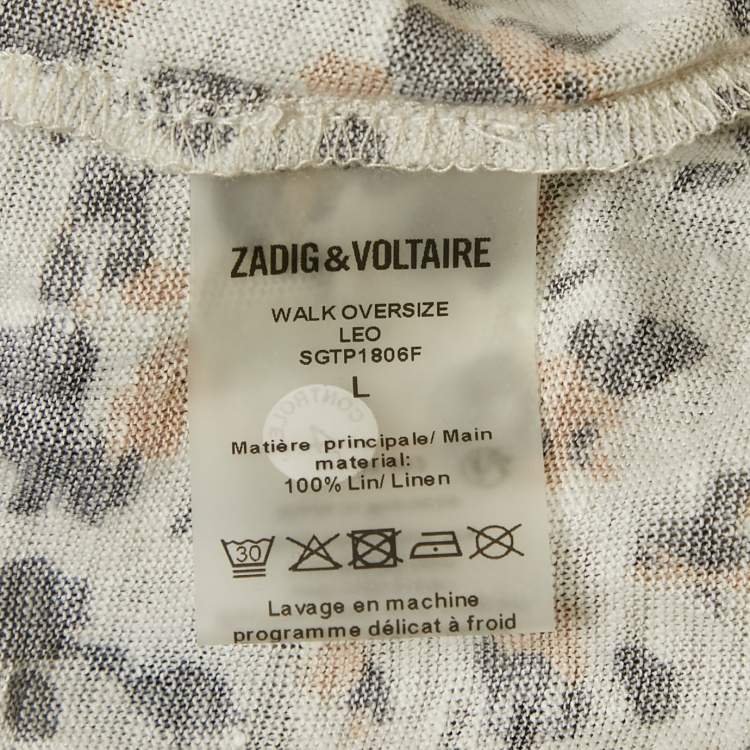 ZADIG&VOLTAIRE
WALK OVERSIZE
LEO
SGTP1806F
L
Matière principale/ Main
material:
100% Lin/ Linen
30
Lavage en machine
programme délicat à froid